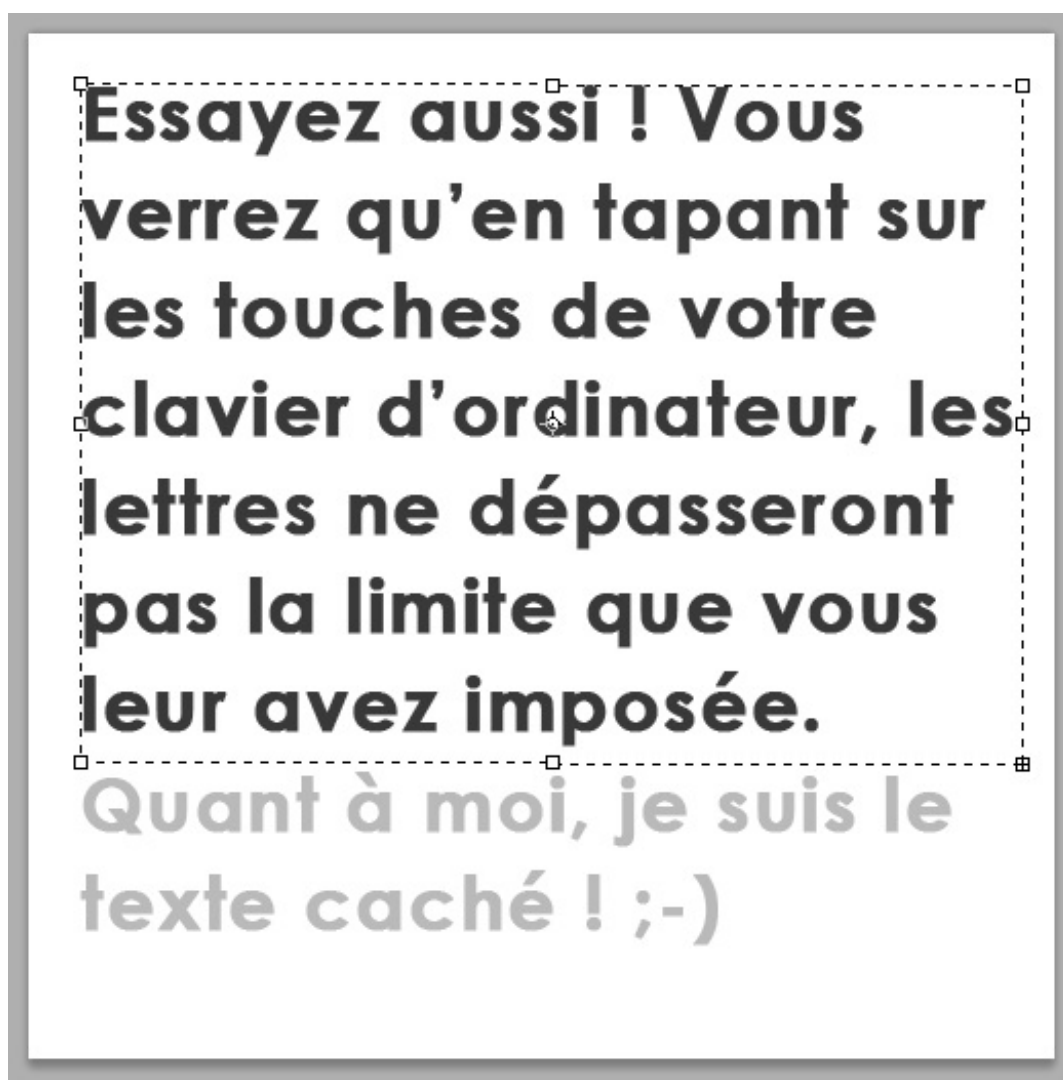 Essayez aussi ! Vous
verrez qu’en tapant sur
les touches de votre
clavier d’ordinateur, les
lettres ne dépasseront
pas la limite que vous
leur avez imposée.
Quant à moi, je suis le
texte caché ! ;-)